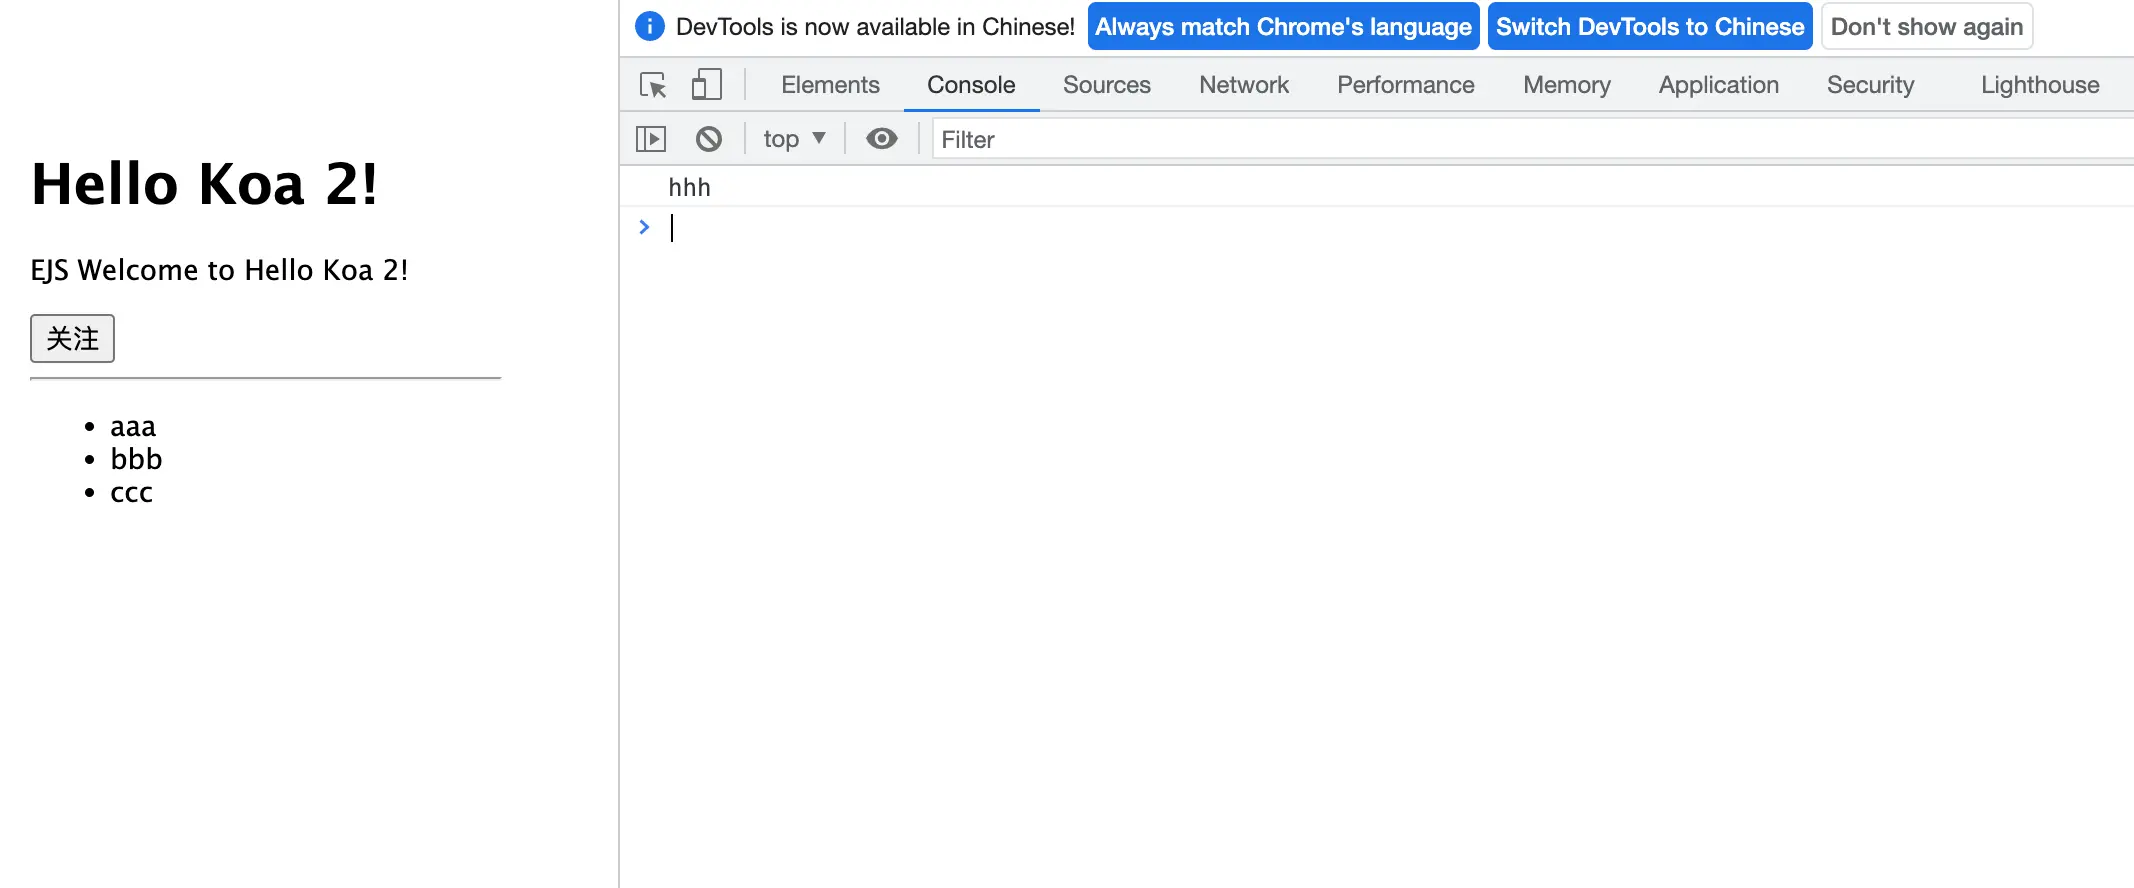 Hello Koa 2!
EJS Welcome to Hello Koa 2!
关注
aaa
bbb
ccc
DevTools is now available in Chinese! Always match Chrome's language Switch DevTools to Chinese Don't show again
Elements Console Sources Network Performance Memory Application Security Lighthouse
top Filter
hhh